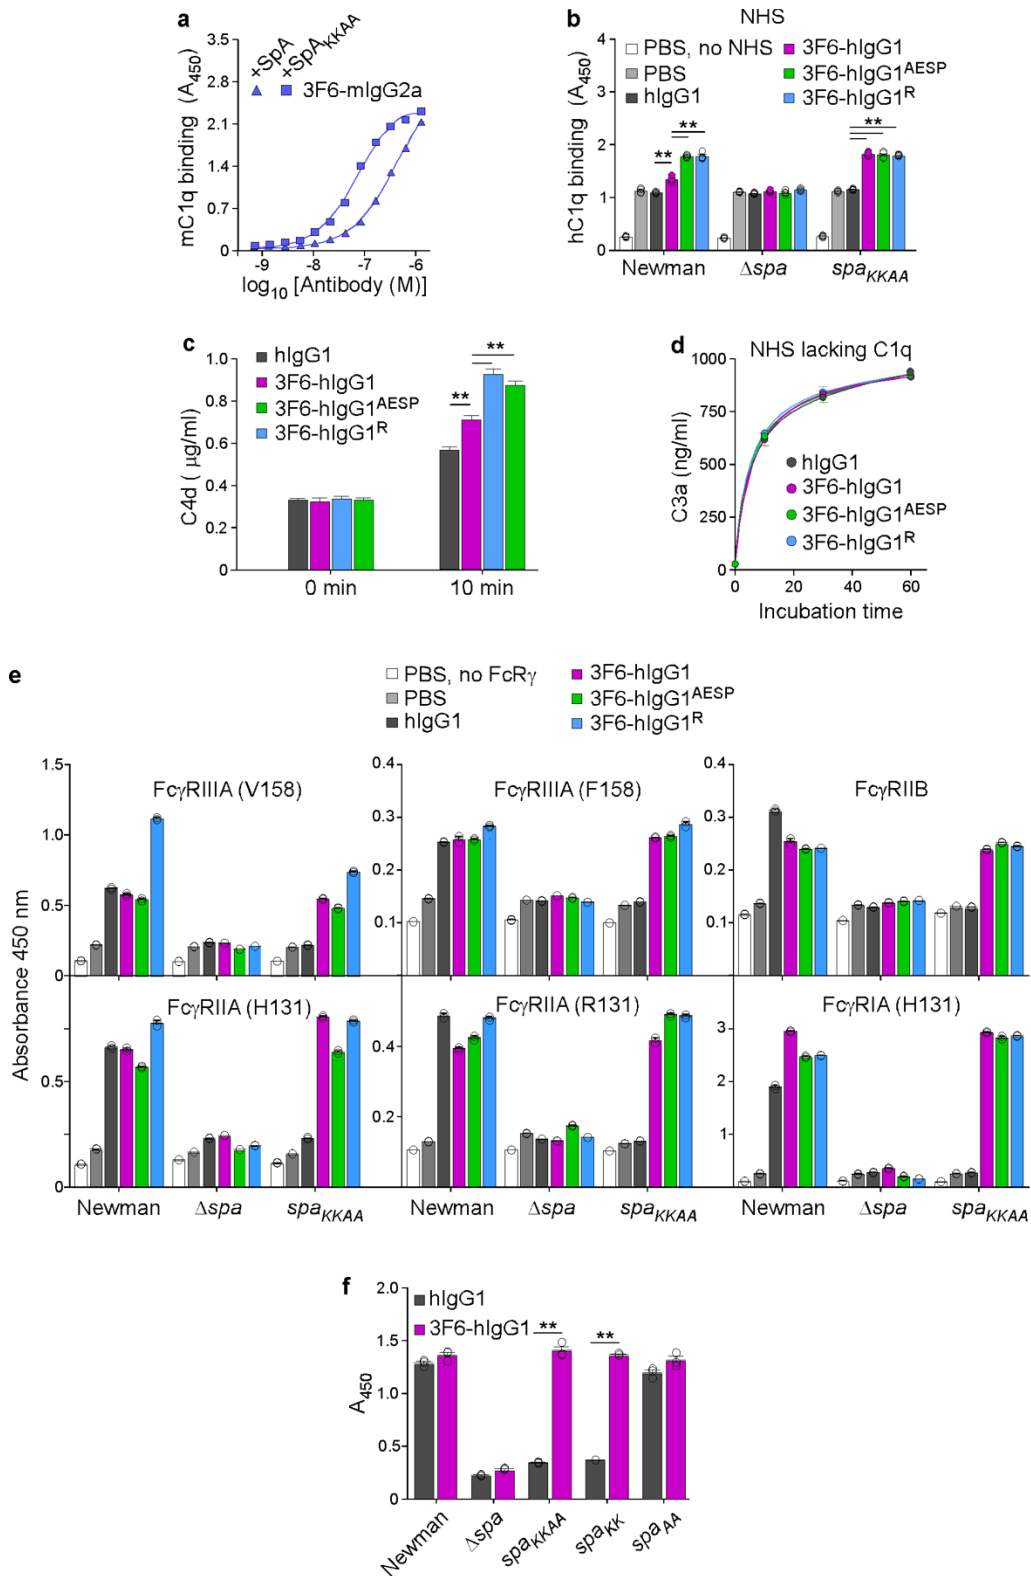 a
+SpA
+SpAKKAA
3F6-mIgG2a
mC1q binding (A450)
3.5
2.8
2.1
1.4
0.7
0
-9
-8
-7
-6
log10 [Antibody (M)]
b
NHS
PBS, no NHS
PBS
hIgG1
3F6-hIgG1
3F6-hIgG1AESP
3F6-hIgG1R
hC1q binding (A450)
4
3
2
1
0
**
**
**
Newman
Δspa
spaKKAA
c
hIgG1
3F6-hIgG1
3F6-hIgG1AESP
3F6-hIgG1R
C4d ( μg/ml)
1.0
0.8
0.6
0.4
0.2
0
**
**
0 min
10 min
d
NHS lacking C1q
C3a (ng/ml)
1000
750
500
250
0
hIgG1
3F6-hIgG1
3F6-hIgG1AESP
3F6-hIgG1R
0
20
40
60
Incubation time
e
PBS, no FcRγ
PBS
hIgG1
3F6-hIgG1
3F6-hIgG1AESP
3F6-hIgG1R
Absorbance 450 nm
FcγRIIIA (V158)
1.5
1.0
0.5
0
FcγRIIIA (F158)
0.4
0.3
0.2
0.1
0
FcγRIIB
0.4
0.3
0.1
0
FcγRIIA (H131)
0.5
0
FcγRIIA (R131)
0.4
0.1
0
FcγRIA (H131)
3
2
1
0
Newman
Δspa
spaKKAA
Newman
Δspa
spaKKAA
Newman
Δspa
spaKKAA
f
hIgG1
3F6-hIgG1
A450
2.0
1.5
1.0
0.5
0
**
**
Newman
Δspa
spaKKAA
spaKK
spaAA